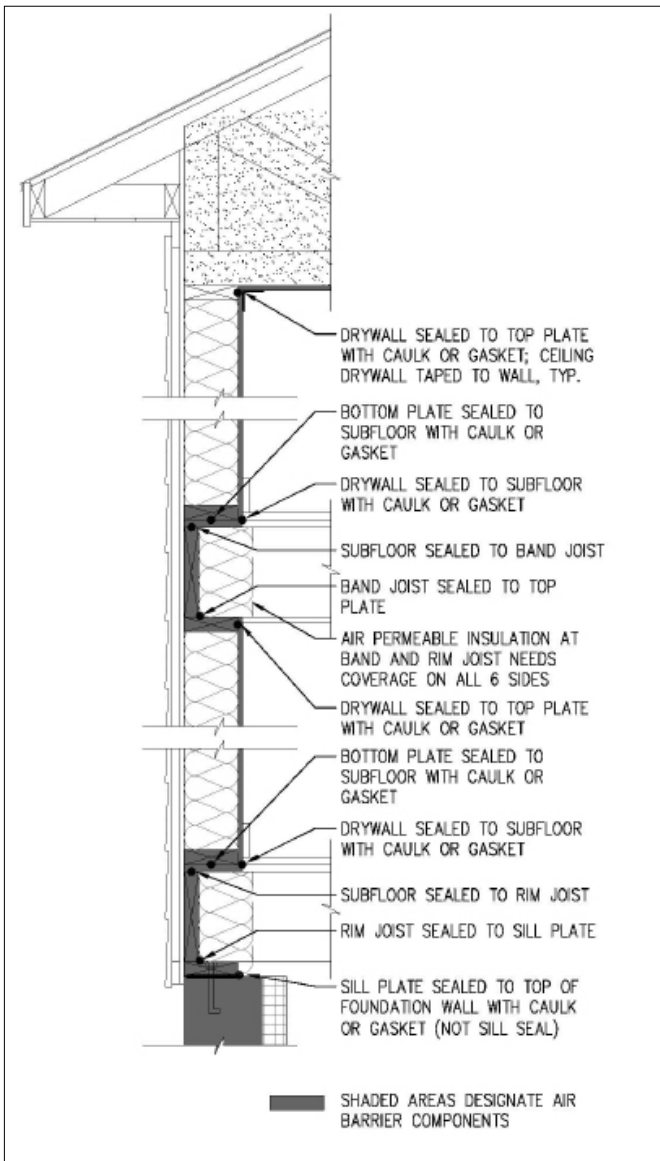 DRYWALL SEALED TO TOP PLATE
WITH CAULK OR GASKET; CEILING
DRYWALL TAPED TO WALL, TYP.
BOTTOM PLATE SEALED TO
SUBFLOOR WITH CAULK OR
GASKET
DRYWALL SEALED TO SUBFLOOR
WITH CAULK OR GASKET
SUBFLOOR SEALED TO BAND JOIST
BAND JOIST SEALED TO TOP
PLATE
AIR PERMEABLE INSULATION AT
BAND AND RIM JOIST NEEDS
COVERAGE ON ALL 6 SIDES
DRYWALL SEALED TO TOP PLATE
WITH CAULK OR GASKET
BOTTOM PLATE SEALED TO
SUBFLOOR WITH CAULK OR
GASKET
DRYWALL SEALED TO SUBFLOOR
WITH CAULK OR GASKET
SUBFLOOR SEALED TO RIM JOIST
RIM JOIST SEALED TO SILL PLATE
SILL PLATE SEALED TO TOP OF
FOUNDATION WALL WITH CAULK
OR GASKET (NOT SILL SEAL)
SHADED AREAS DESIGNATE AIR
BARRIER COMPONENTS